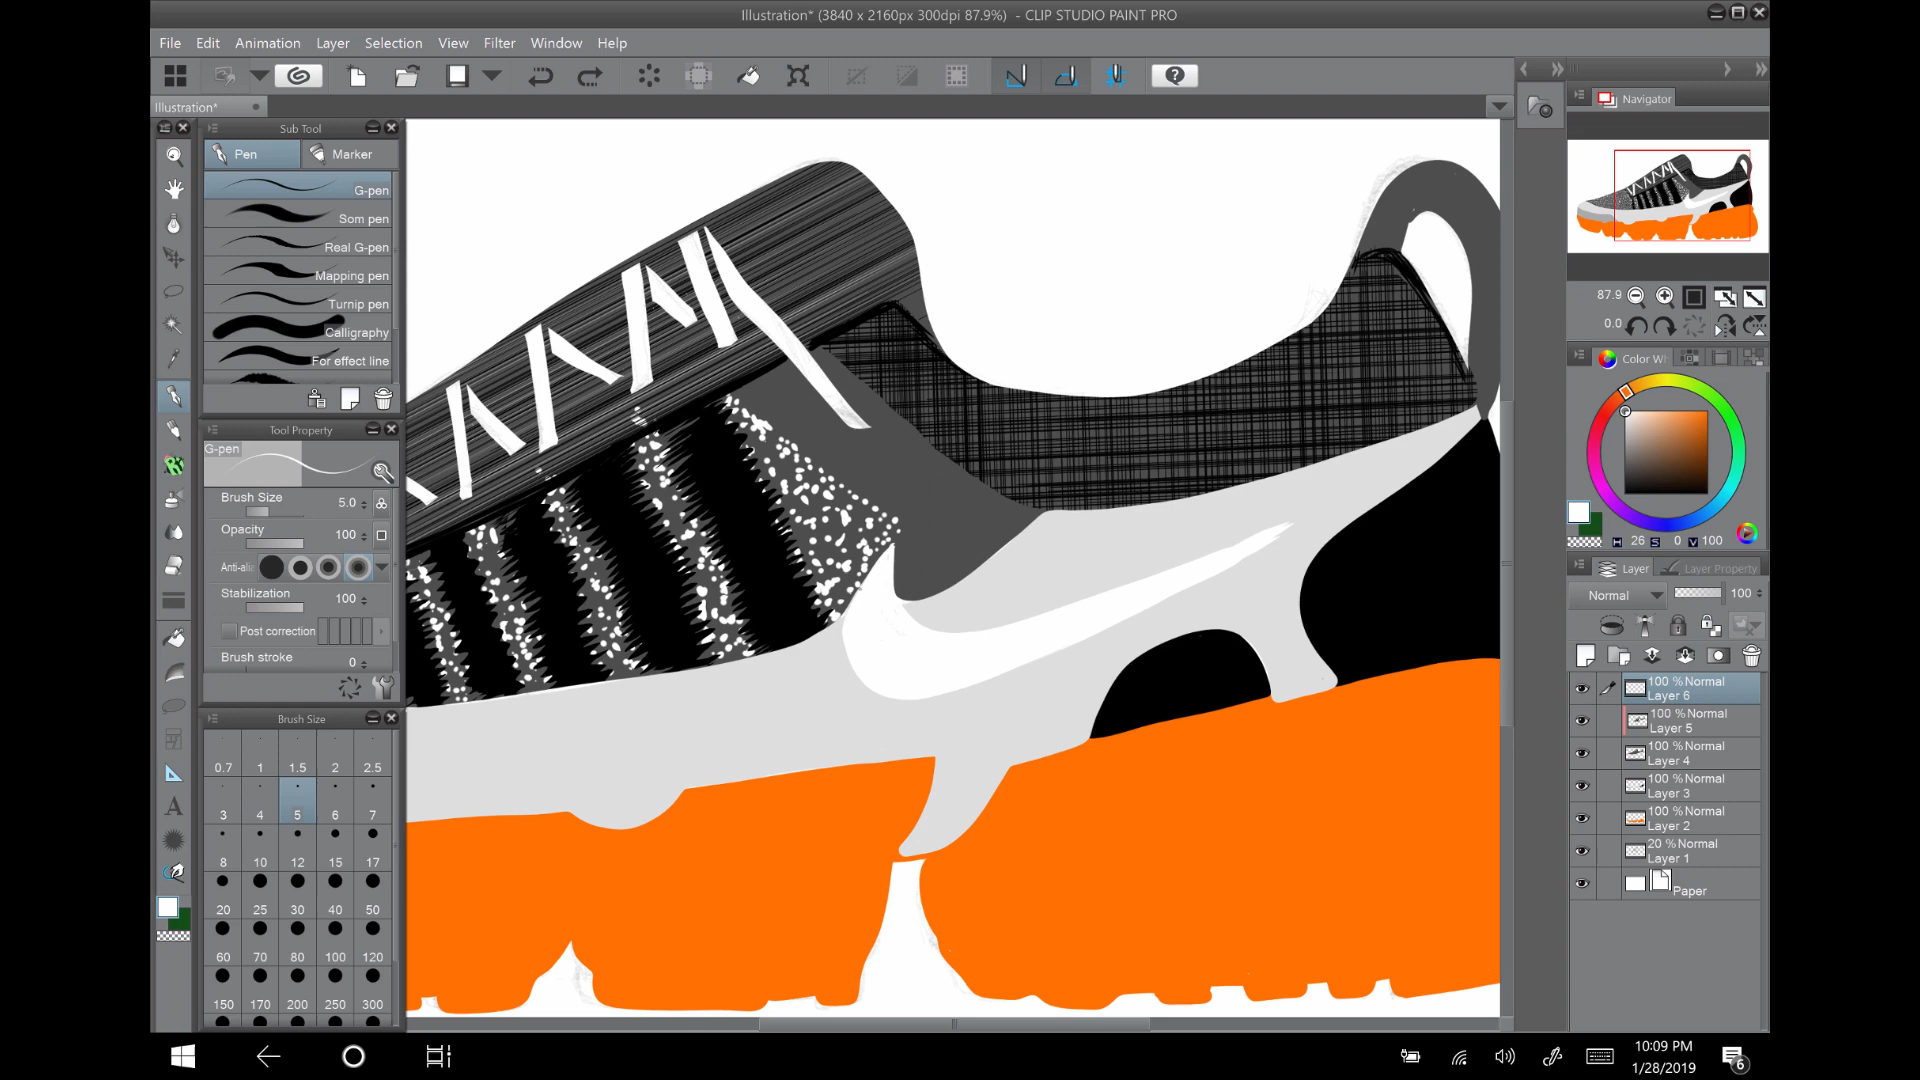 Illustration* (3840 x 2160px 300dpi 87.9%) - CLIP STUDIO PAINT PRO
File Edit Animation Layer Selection View Filter Window Help
Illustration*
Sub Tool
Pen Marker
G-pen
Som pen
Real G-pen
Mapping pen
Turnip pen
Calligraphy
For effect line
Tool Property
G-pen
Brush Size 5.0
Opacity 100
Anti-ali
Stabilization 100
Post correction
Brush stroke 0
Brush Size
0.7 1 1.5 2 2.5
3 4 5 6 7
8 10 12 15 17
20 25 30 40 50
60 70 80 100 120
150 170 200 250 300
Navigator
87.9
0.0
Color W
H 26 S 0 V 100
Layer Layer Property
Normal 100
100 %Normal
Layer 6
100 %Normal
Layer 5
100 %Normal
Layer 4
100 %Normal
Layer 3
100 %Normal
Layer 2
20 %Normal
Layer 1
Paper
10:09 PM
1/28/2019
6